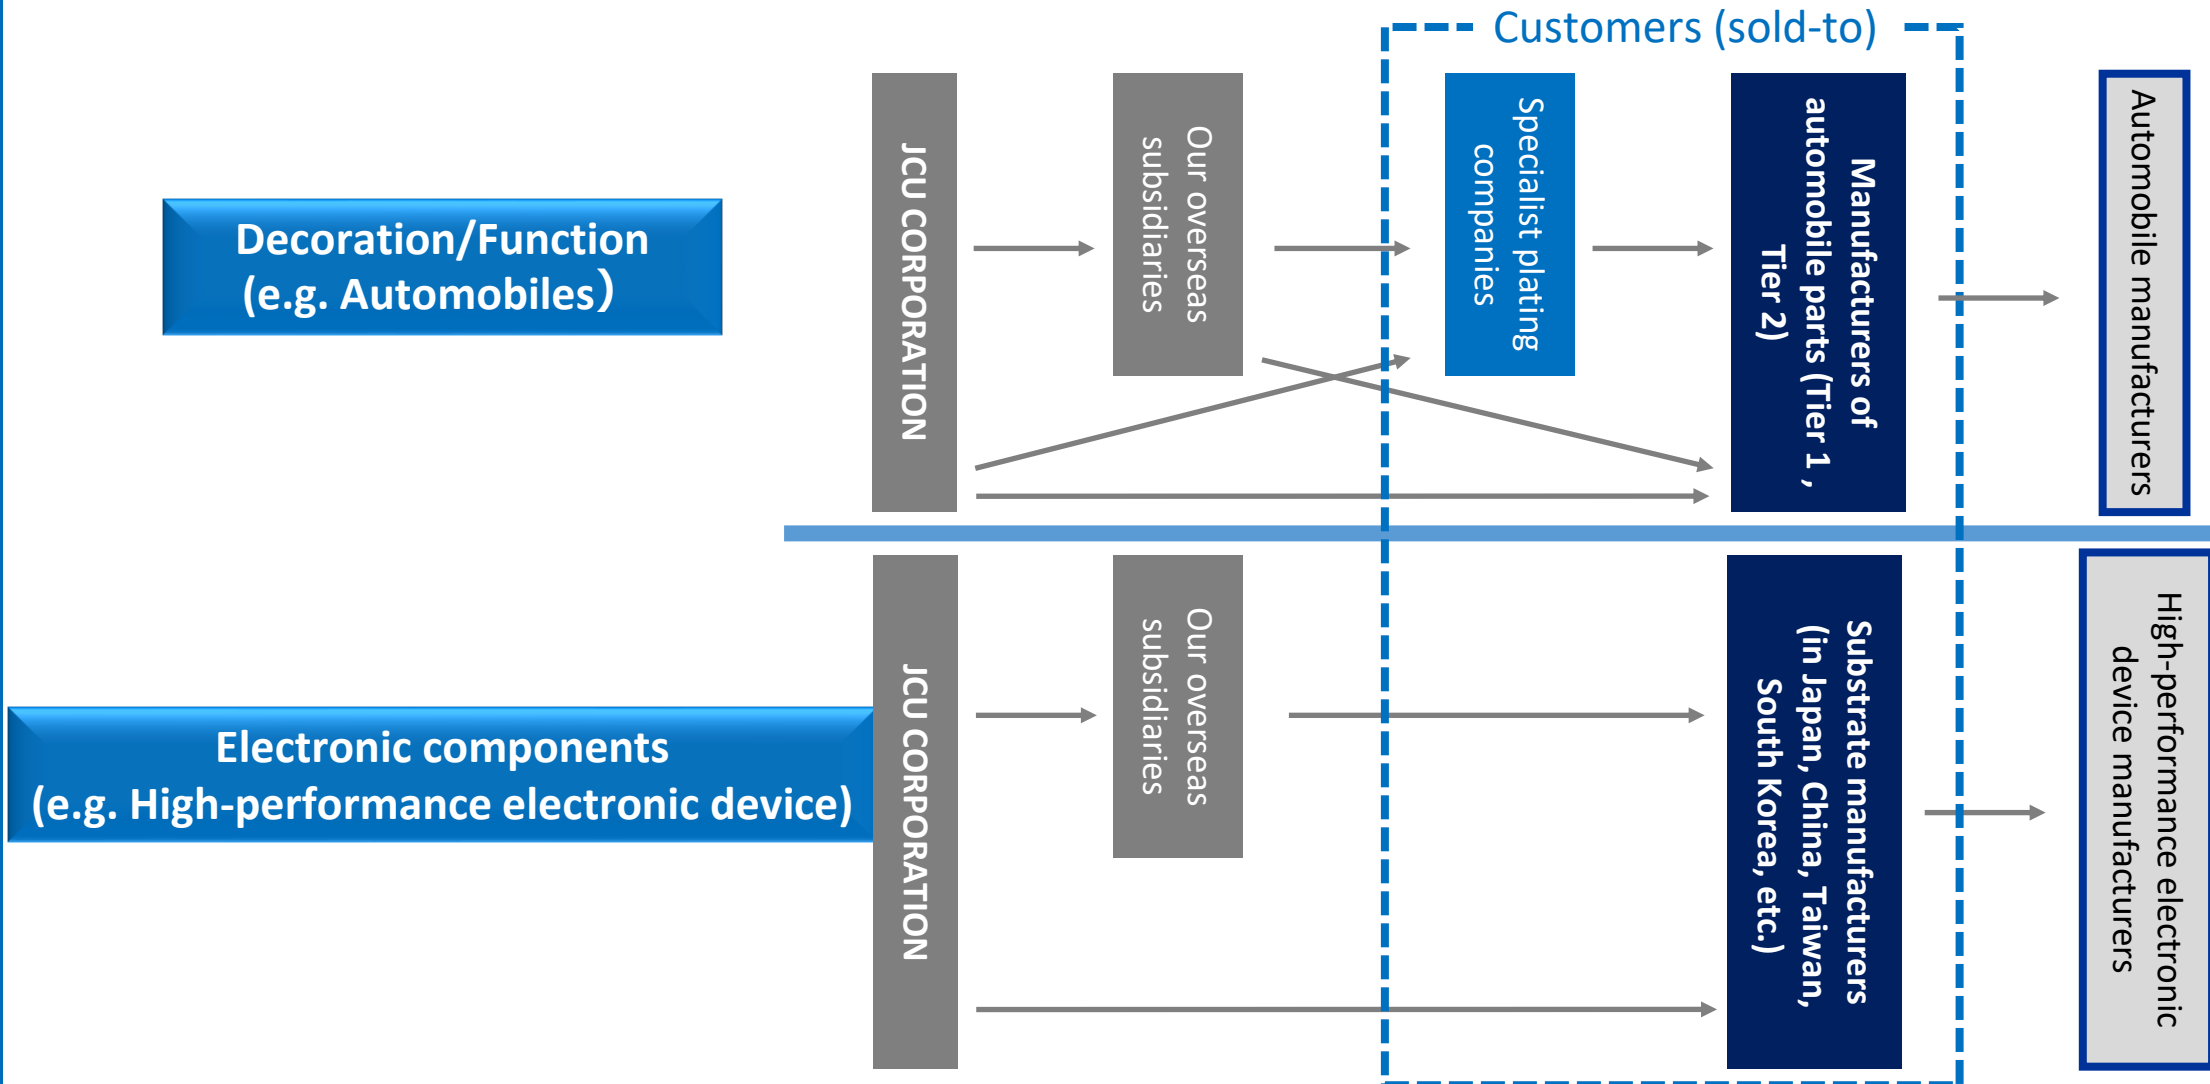 Customers (sold-to)
Decoration/Function
(e.g. Automobiles）
JCU CORPORATION
Our overseas
subsidiaries
Specialist plating
companies
Manufacturers of
automobile parts (Tier 1 ,
Tier 2)
Automobile manufacturers
Electronic components
(e.g. High-performance electronic device)
JCU CORPORATION
Our overseas
subsidiaries
Substrate manufacturers
(in Japan, China, Taiwan,
South Korea, etc.)
High-performance electronic
device manufacturers